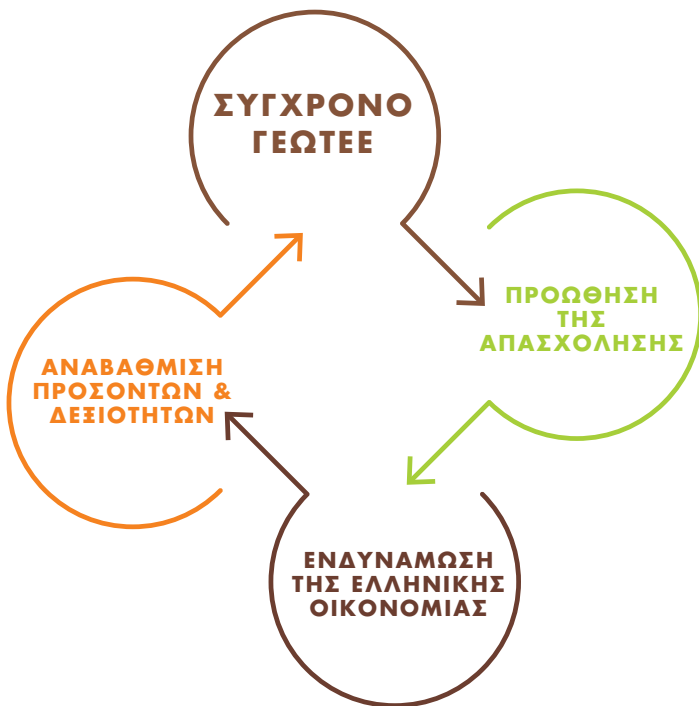 ΣΥΓΧΡΟΝΟ
ΓΕΩΤΕΕ
ΠΡΟΩΘΗΣΗ
ΤΗΣ
ΑΠΑΣΧΟΛΗΣΗΣ
ΕΝΔΥΝΑΜΩΣΗ
ΤΗΣ ΕΛΛΗΝΙΚΗΣ
ΟΙΚΟΝΟΜΙΑΣ
ΑΝΑΒΑΘΜΙΣΗ
ΠΡΟΣΟΝΤΩΝ &
ΔΕΞΙΟΤΗΤΩΝ